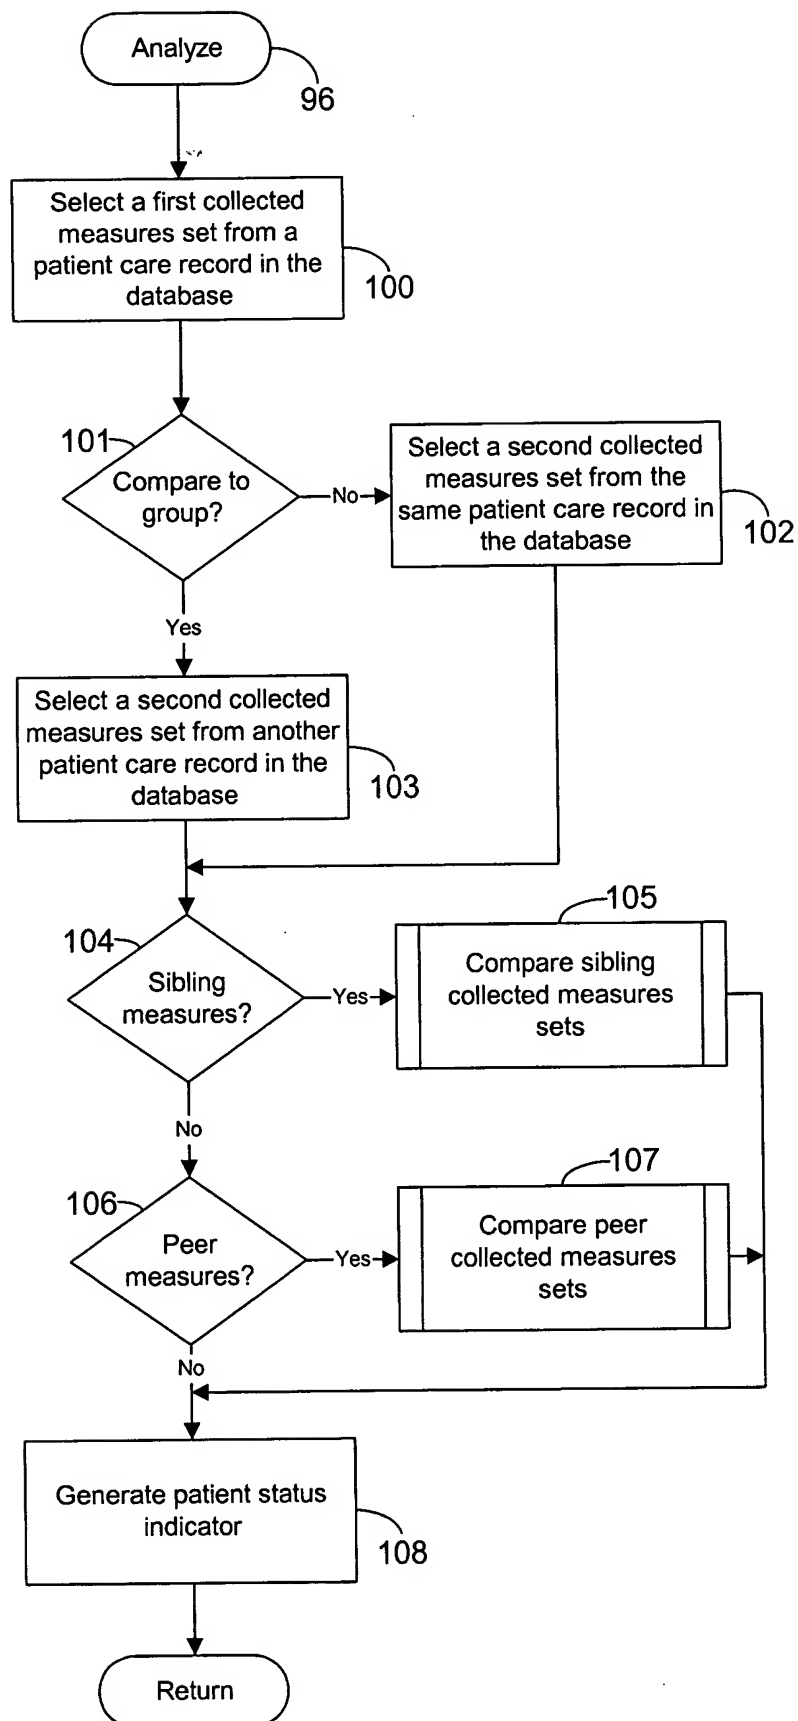 Analyze
96
Select a first collected
measures set from a
patient care record in the
database
100
101
Compare to
group?
No
Select a second collected
measures set from the
same patient care record in
the database
102
Yes
Select a second collected
measures set from another
patient care record in the
database
103
104
Sibling
measures?
Yes
105
Compare sibling
collected measures
sets
No
106
Peer
measures?
Yes
107
Compare peer
collected measures
sets
No
Generate patient status
indicator
108
Return